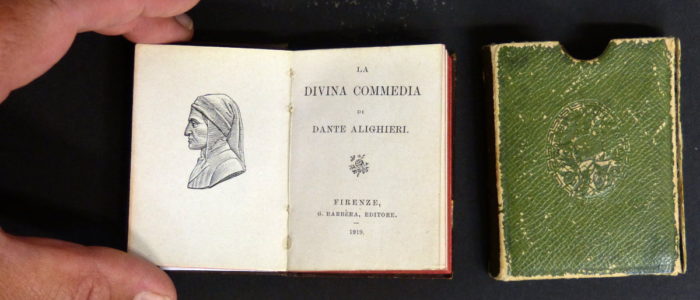 LA
DIVINA COMMEDIA
DI
DANTE ALIGHIERI.
FIRENZE,
G. BARBÈRA, EDITORE.
1919.